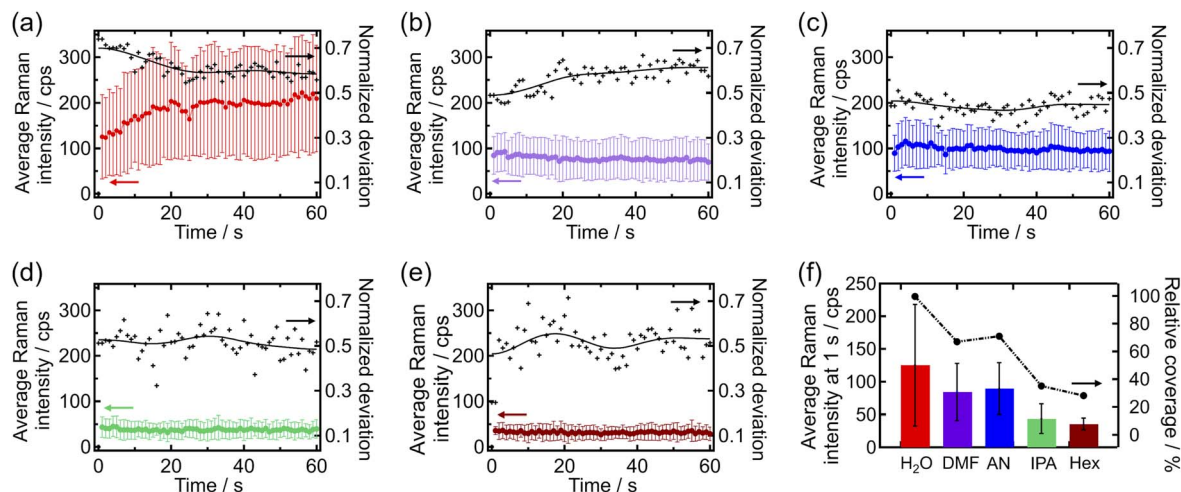 (a)
Average Raman
intensity / cps
300
200
100
0
0.7
0.5
0.3
0.1
Normalized deviation
0
20
40
60
Time / s
(b)
Average Raman
intensity / cps
300
200
100
0
0.7
0.5
0.3
0.1
Normalized deviation
0
20
40
60
Time / s
(c)
Average Raman
intensity / cps
300
200
100
0
0.7
0.5
0.3
0.1
Normalized deviation
0
20
40
60
Time / s
(d)
Average Raman
intensity / cps
300
200
100
0
0.7
0.5
0.3
0.1
Normalized deviation
0
20
40
60
Time / s
(e)
Average Raman
intensity / cps
300
200
100
0
0.7
0.5
0.3
0.1
Normalized deviation
0
20
40
60
Time / s
(f)
Average Raman
intensity at 1 s / cps
250
200
150
100
50
0
100
80
60
40
20
0
Relative
coverage / %
H₂O DMF AN IPA Hex